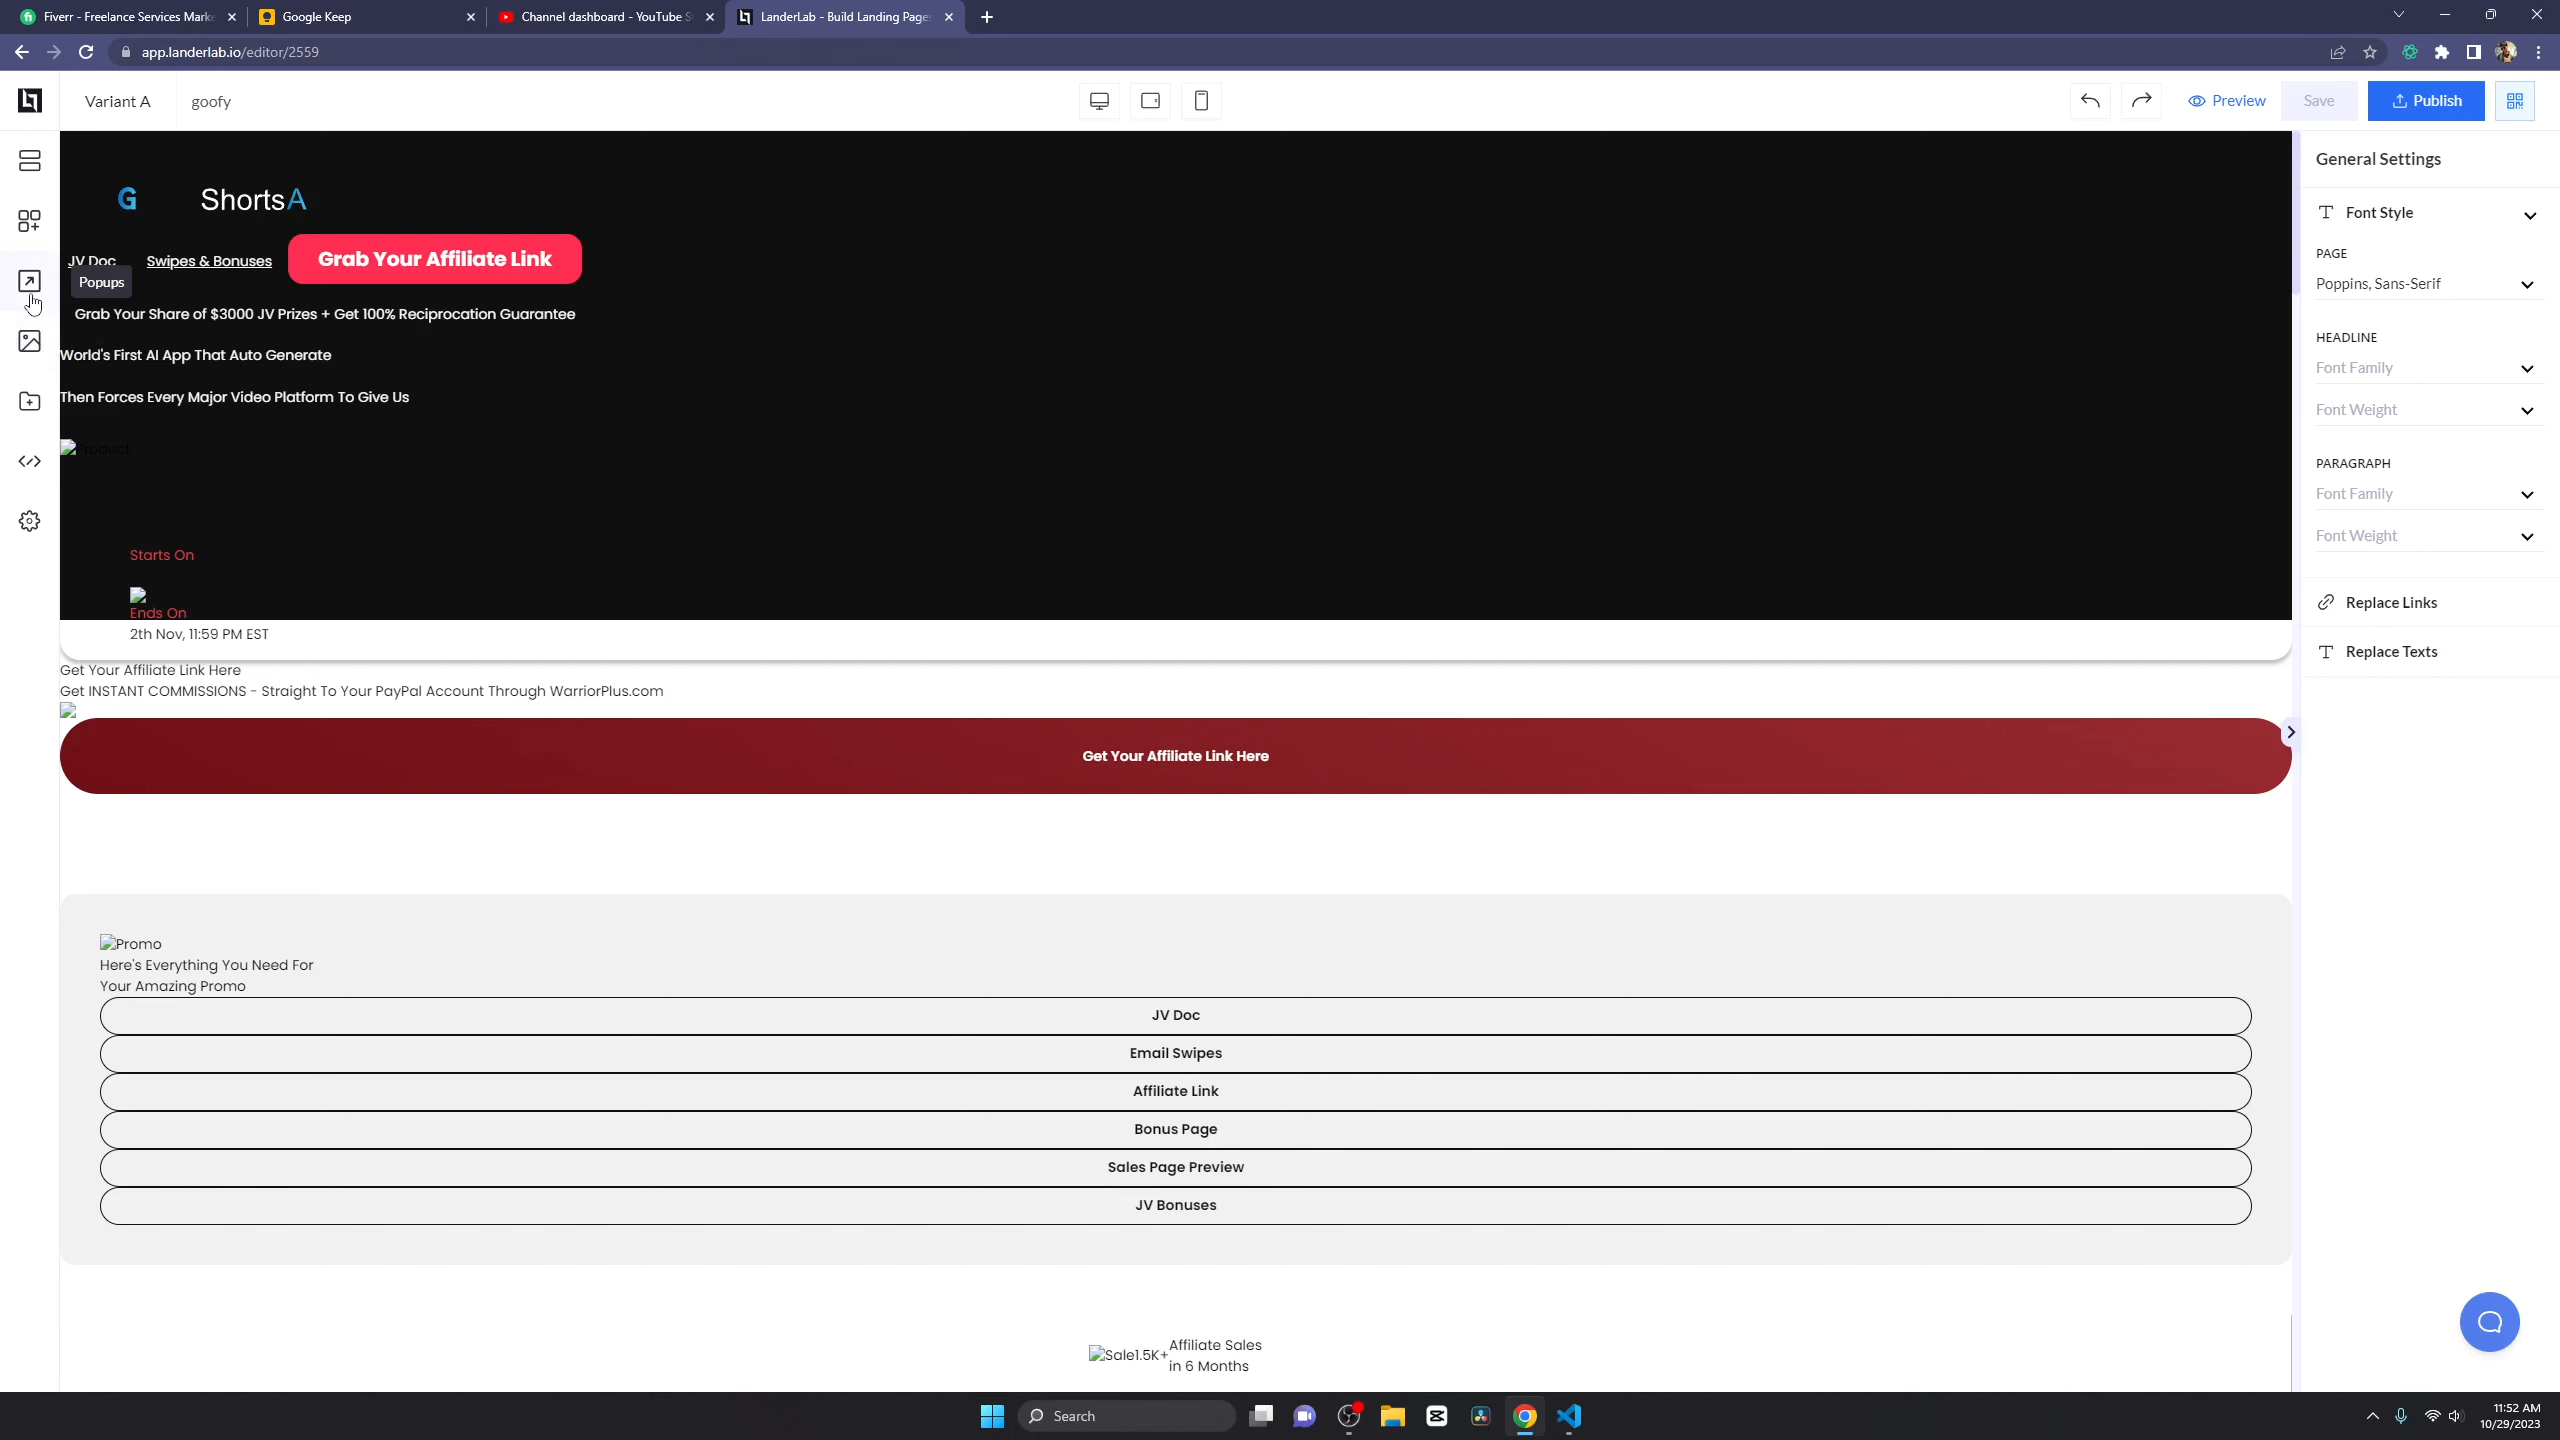 Fiverr - Freelance Services Mark
Google Keep
Channel dashboard - YouTube S
LanderLab - Build Landing Pages
app.landerlab.io/editor/2559
Variant A
goofy
Preview
Save
Publish
General Settings
G ShortsA
Font Style
JV Doc
Swipes & Bonuses
Grab Your Affiliate Link
Popups
PAGE
Poppins, Sans-Serif
Grab Your Share of $3000 JV Prizes + Get 100% Reciprocation Guarantee
HEADLINE
World's First AI App That Auto Generate
Font Family
Then Forces Every Major Video Platform To Give Us
Font Weight
Product
PARAGRAPH
Font Family
Font Weight
Starts On
Ends On
2th Nov, 11:59 PM EST
Replace Links
Replace Texts
Get Your Affiliate Link Here
Get INSTANT COMMISSIONS - Straight To Your PayPal Account Through WarriorPlus.com
Get Your Affiliate Link Here
Promo
Here's Everything You Need For
Your Amazing Promo
JV Doc
Email Swipes
Affiliate Link
Bonus Page
Sales Page Preview
JV Bonuses
Sale1.5K+
Affiliate Sales
in 6 Months
Search
11:52 AM
10/29/2023